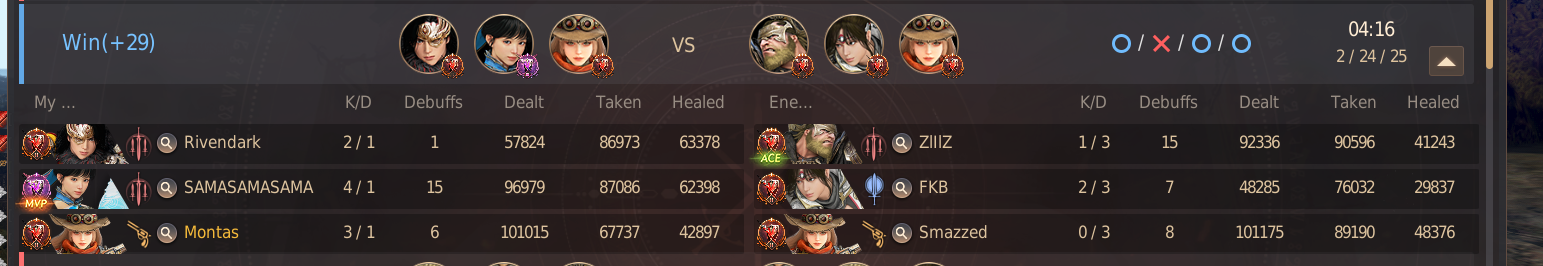 Win(+29) VS O / X / O / O 04:16
2 / 24 / 25
My ... K/D Debuffs Dealt Taken Healed Ene... K/D Debuffs Dealt Taken Healed
Rivendark 2 / 1 1 57824 86973 63378 ACE ZIIIZ 1 / 3 15 92336 90596 41243
MVP SAMASAMASAMA 4 / 1 15 96979 87086 62398 FKB 2 / 3 7 48285 76032 29837
Montas 3 / 1 6 101015 67737 42897 Smazzed 0 / 3 8 101175 89190 48376